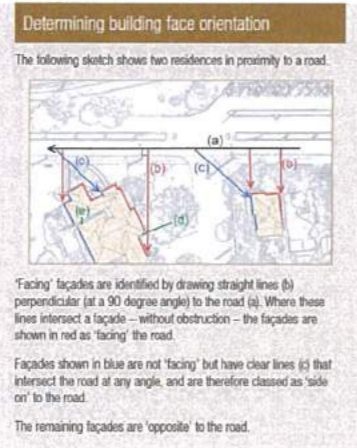 Determining building face orientation
The following sketch shows two residences in proximity to a road.
(a)
(c)
(b)
(c)
(b)
(e)
(d)
'Facing' façades are identified by drawing straight lines (b)
perpendicular (at a 90 degree angle) to the road (a). Where these
lines intersect a façade – without obstruction – the façades are
shown in red as 'facing' the road.
Façades shown in blue are not 'facing' but have clear lines (c) that
intersect the road at any angle, and are therefore classed as 'side
on' to the road.
The remaining façades are 'opposite' to the road.